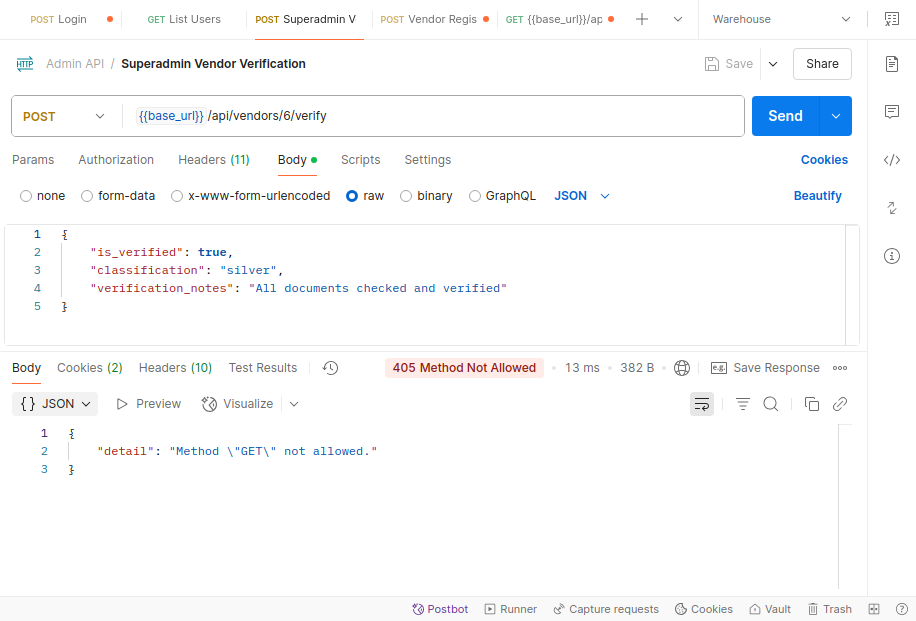 POST Login
GET List Users
POST Superadmin V
POST Vendor Regis
GET {{base_url}}/ap
Warehouse
HTTP Admin API / Superadmin Vendor Verification
Save
Share
POST
{{base_url}}/api/vendors/6/verify
Send
Params
Authorization
Headers (11)
Body
Scripts
Settings
Cookies
none
form-data
x-www-form-urlencoded
raw
binary
GraphQL
JSON
Beautify
1 {
2 "is_verified": true,
3 "classification": "silver",
4 "verification_notes": "All documents checked and verified"
5 }
Body
Cookies (2)
Headers (10)
Test Results
405 Method Not Allowed
13 ms
382 B
e.g.
Save Response
{} JSON
Preview
Visualize
1 {
2 "detail": "Method \"GET\" not allowed."
3 }
Postbot
Runner
Capture requests
Cookies
Vault
Trash